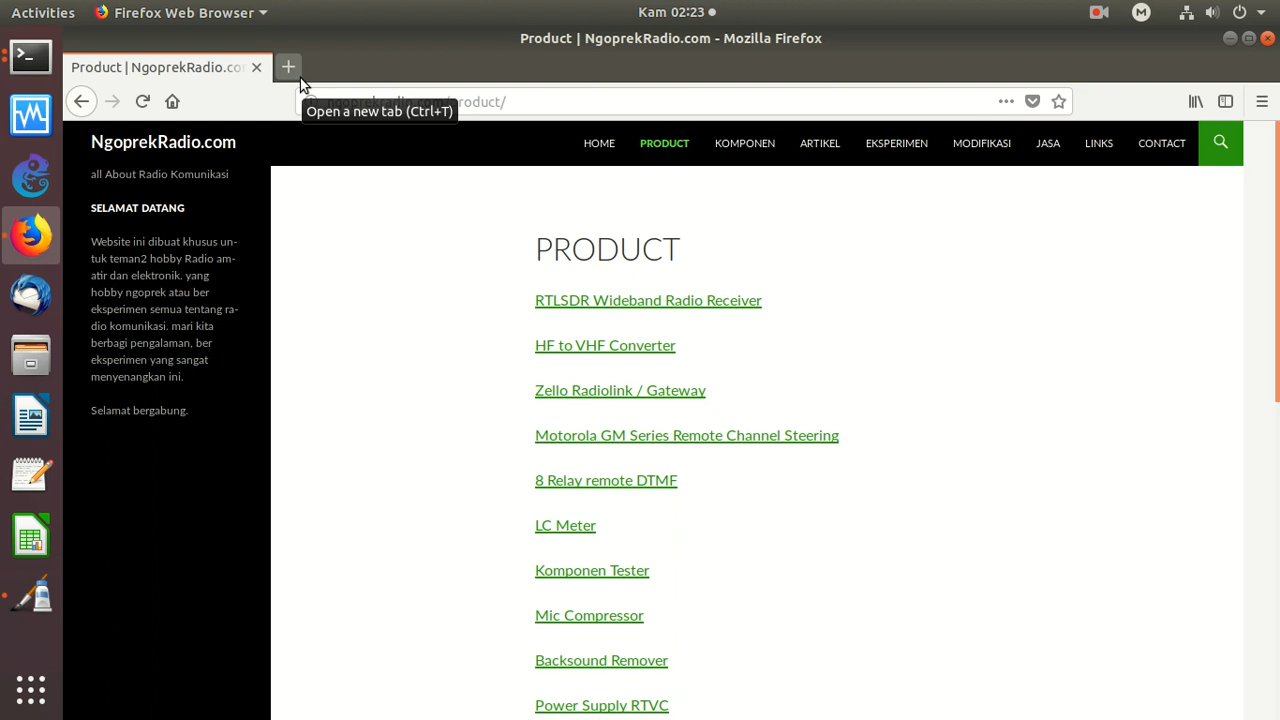 Activities
Firefox Web Browser
Kam 02:23
M
Product | NgoprekRadio.com - Mozilla Firefox
Product | NgoprekRadio.co
Open a new tab (Ctrl+T)
product/
NgoprekRadio.com
HOME
PRODUCT
KOMPONEN
ARTIKEL
EKSPERIMEN
MODIFIKASI
JASA
LINKS
CONTACT
all About Radio Komunikasi
SELAMAT DATANG
Website ini dibuat khusus un-
tuk teman2 hobby Radio am-
atir dan elektronik. yang
hobby ngoprek atau ber
eksperimen semua tentang ra-
dio komunikasi. mari kita
berbagi pengalaman, ber
eksperimen yang sangat
menyenangkan ini.
Selamat bergabung.
PRODUCT
RTLSDR Wideband Radio Receiver
HF to VHF Converter
Zello Radiolink / Gateway
Motorola GM Series Remote Channel Steering
8 Relay remote DTMF
LC Meter
Komponen Tester
Mic Compressor
Backsound Remover
Power Supply RTVC